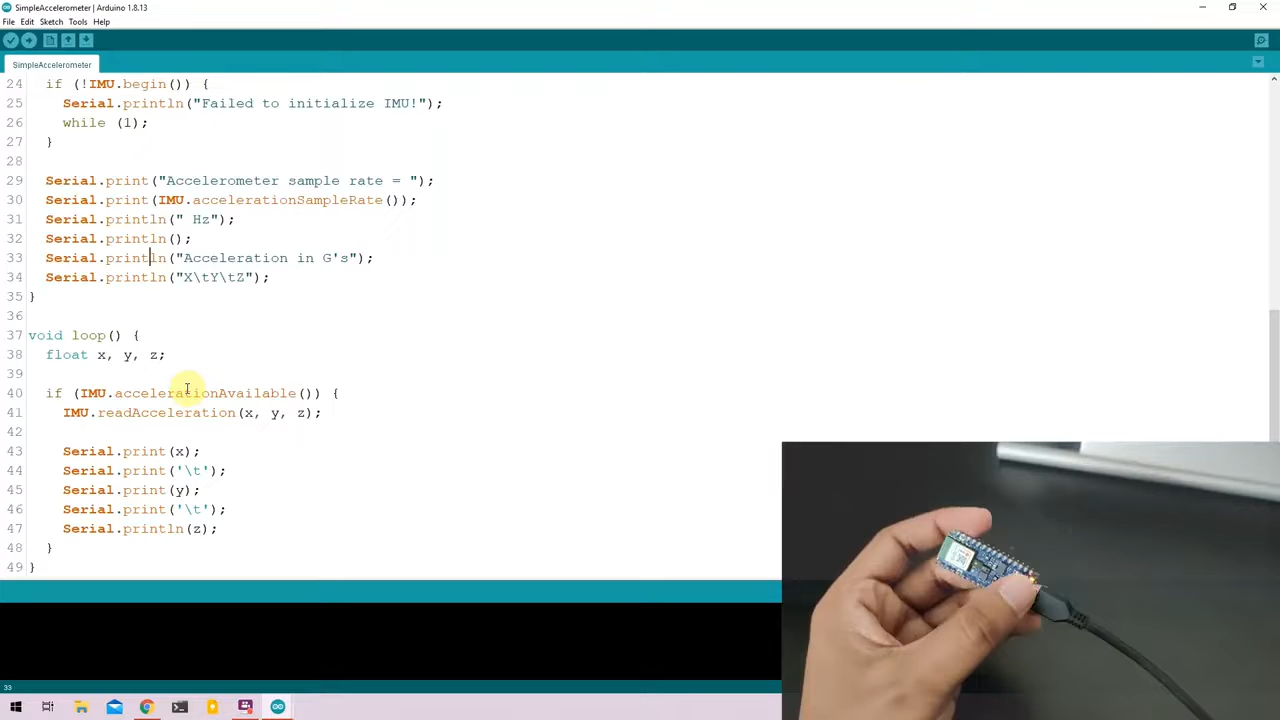 SimpleAccelerometer | Arduino 1.8.13
File Edit Sketch Tools Help
SimpleAccelerometer
24 if (!IMU.begin()) {
25 Serial.println("Failed to initialize IMU!");
26 while (1);
27 }
28
29 Serial.print("Accelerometer sample rate = ");
30 Serial.print(IMU.accelerationSampleRate());
31 Serial.println(" Hz");
32 Serial.println();
33 Serial.println("Acceleration in G's");
34 Serial.println("X\tY\tZ");
35 }
36
37 void loop() {
38 float x, y, z;
39
40 if (IMU.accelerationAvailable()) {
41 IMU.readAcceleration(x, y, z);
42
43 Serial.print(x);
44 Serial.print('\t');
45 Serial.print(y);
46 Serial.print('\t');
47 Serial.println(z);
48 }
49 }
33